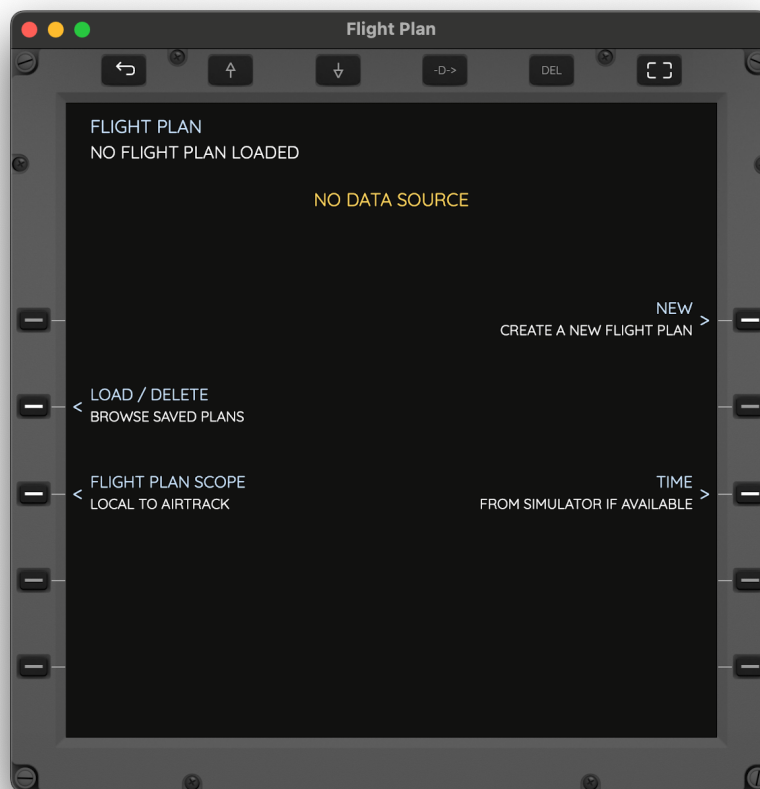 Flight Plan
-D->
DEL
FLIGHT PLAN
NO FLIGHT PLAN LOADED
NO DATA SOURCE
NEW >
CREATE A NEW FLIGHT PLAN
< LOAD / DELETE
BROWSE SAVED PLANS
< FLIGHT PLAN SCOPE
LOCAL TO AIRTRACK
TIME >
FROM SIMULATOR IF AVAILABLE